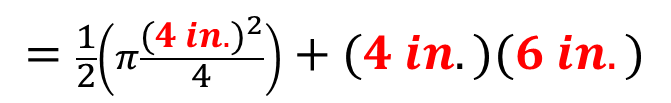 = 1/2(π (4 in.)²/4) + (4 in.)(6 in.)